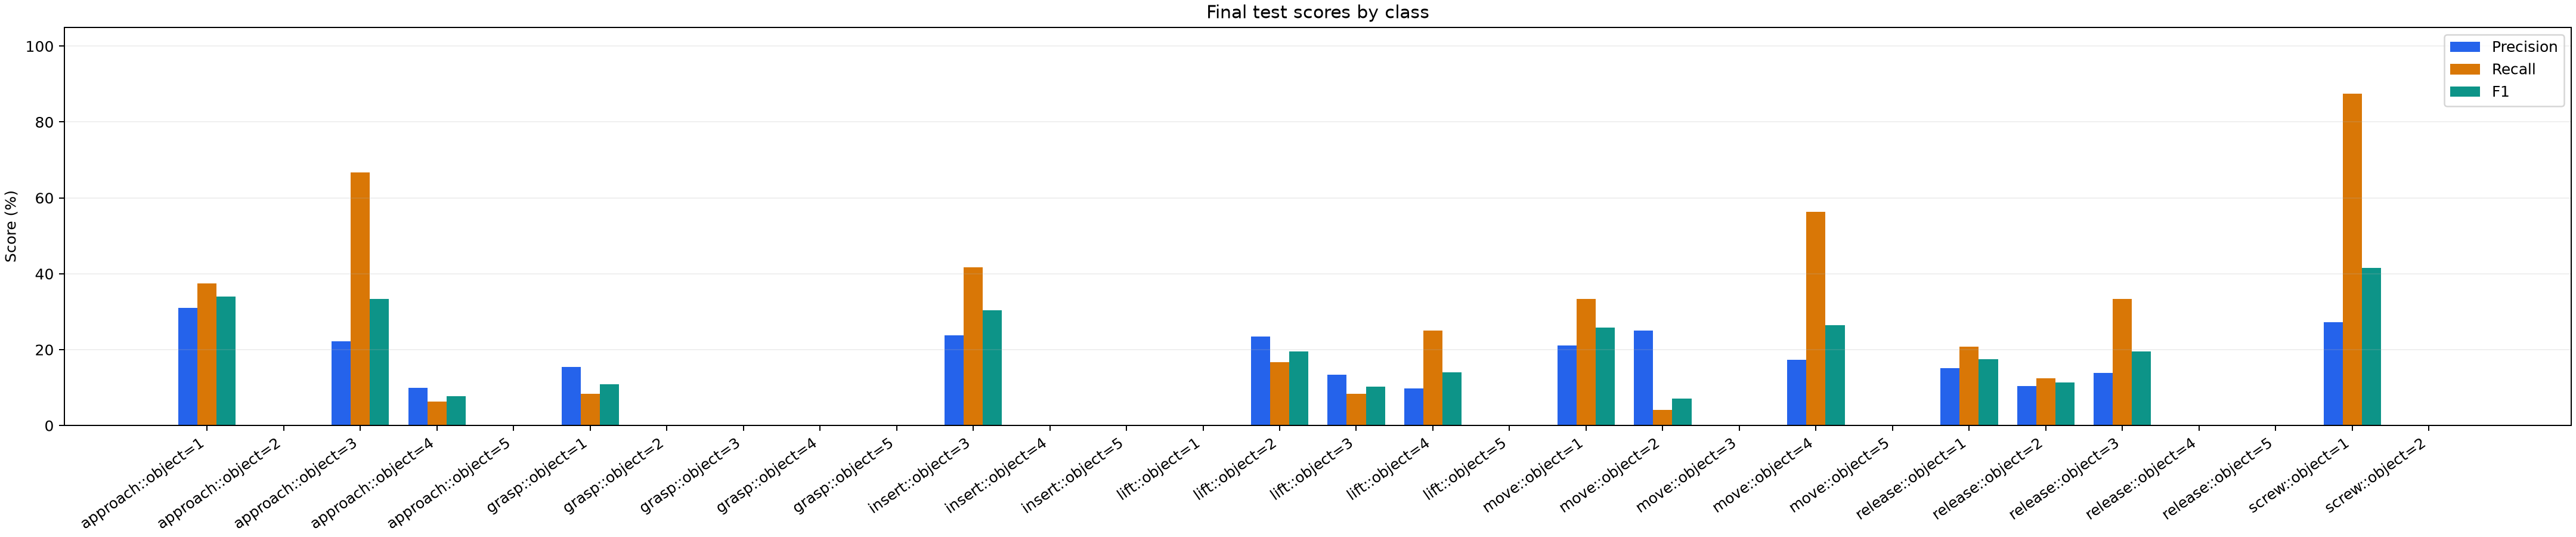 Final test scores by class
Precision
Recall
F1
Score (%)
100
80
60
40
20
0
approach::object=1
approach::object=2
approach::object=3
approach::object=4
approach::object=5
grasp::object=1
grasp::object=2
grasp::object=3
grasp::object=4
grasp::object=5
insert::object=3
insert::object=4
insert::object=5
lift::object=1
lift::object=2
lift::object=3
lift::object=4
lift::object=5
move::object=1
move::object=2
move::object=3
move::object=4
move::object=5
release::object=1
release::object=2
release::object=3
release::object=4
release::object=5
screw::object=1
screw::object=2